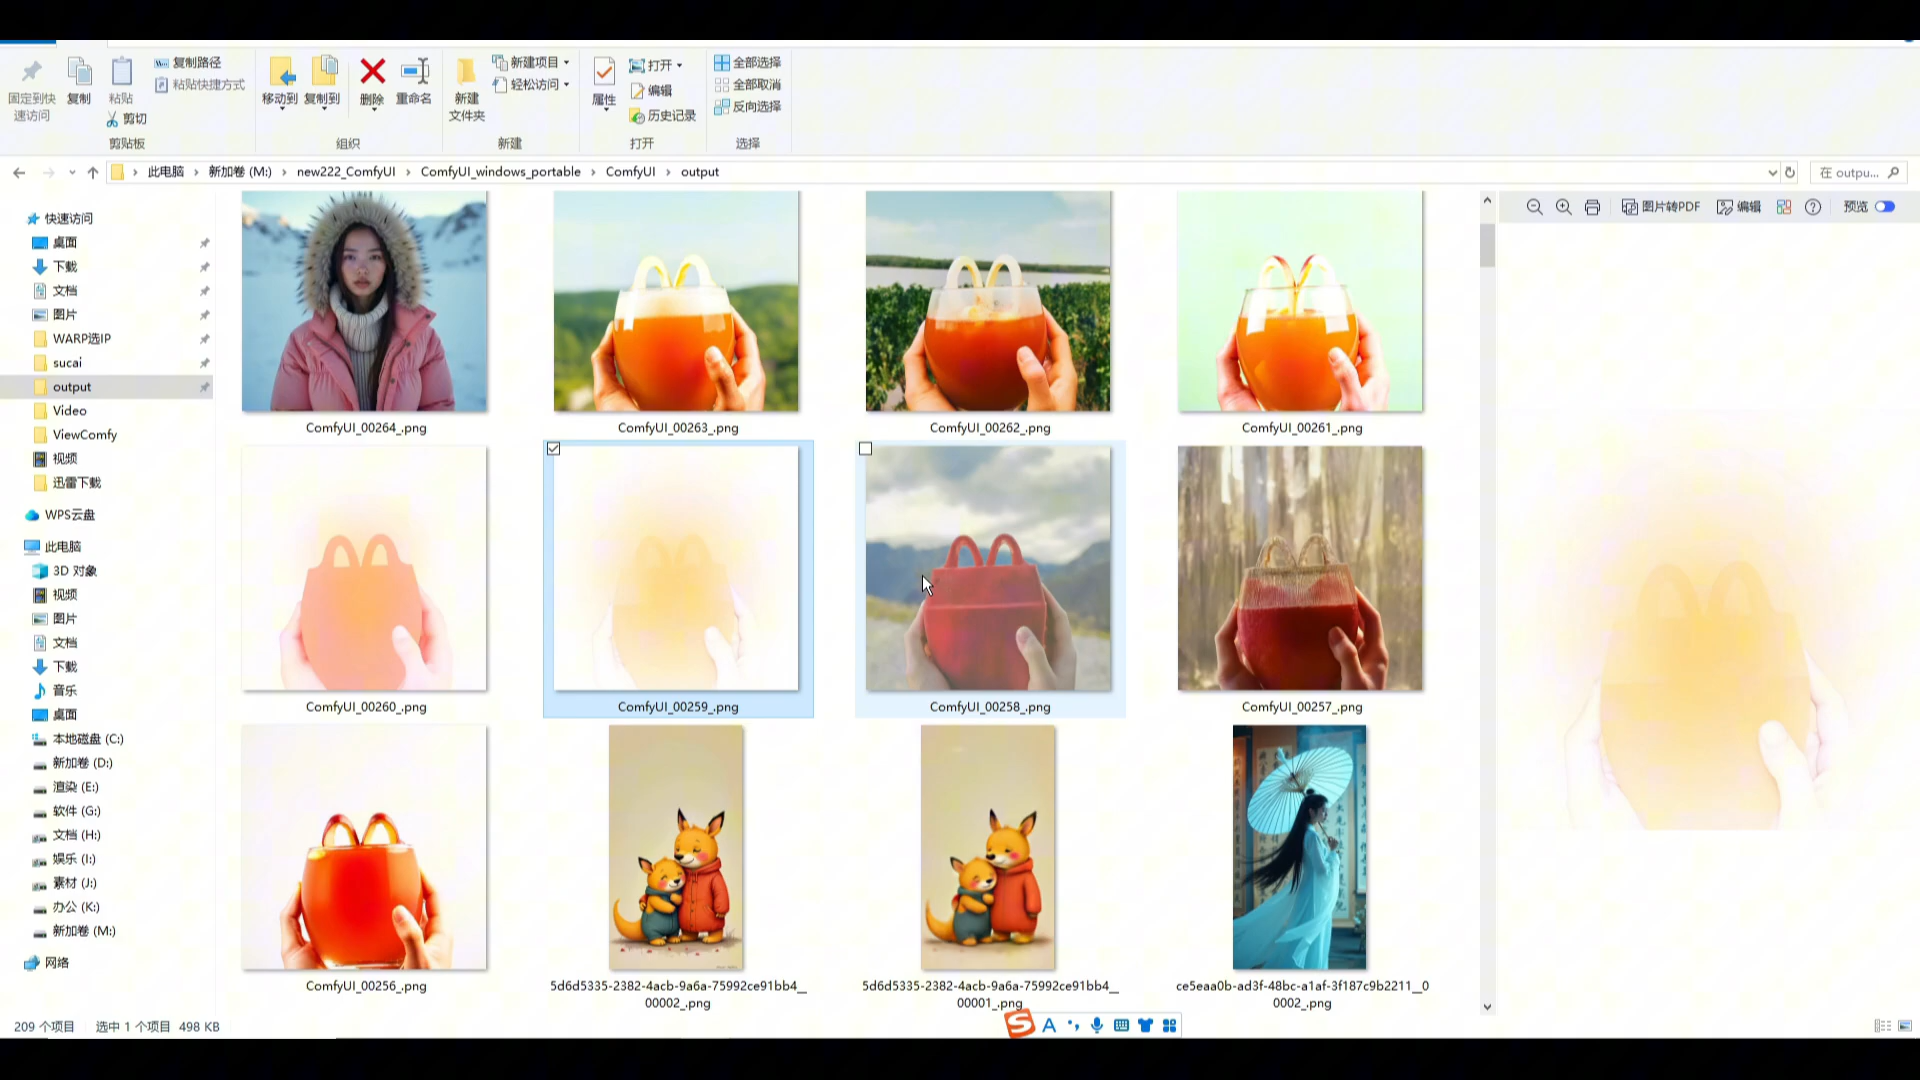 复制路径
粘贴快捷方式
固定到快
速访问
复制
粘贴
剪切
移动到
复制到
删除
重命名
新建
文件夹
新建项目
轻松访问
属性
打开
编辑
历史记录
全部选择
全部取消
反向选择
剪贴板
组织
新建
打开
选择
此电脑 › 新加卷 (M:) › new222_ComfyUI › ComfyUI_windows_portable › ComfyUI › output
在 outpu...
图片转PDF
编辑
预览
快速访问
桌面
下载
文档
图片
WARP选IP
sucai
output
Video
ViewComfy
视频
迅雷下载
WPS云盘
此电脑
3D 对象
视频
图片
文档
下载
音乐
桌面
本地磁盘 (C:)
新加卷 (D:)
渲染 (E:)
软件 (G:)
文档 (H:)
娱乐 (I:)
素材 (J:)
办公 (K:)
新加卷 (M:)
网络
ComfyUI_00264_.png
ComfyUI_00263_.png
ComfyUI_00262_.png
ComfyUI_00261_.png
ComfyUI_00260_.png
ComfyUI_00259_.png
ComfyUI_00258_.png
ComfyUI_00257_.png
ComfyUI_00256_.png
5d6d5335-2382-4acb-9a6a-75992ce91bb4__
00002_.png
5d6d5335-2382-4acb-9a6a-75992ce91bb4__
00001_.png
ce5eaa0b-ad3f-48bc-a1af-3f187c9b2211__0
0002_.png
209 个项目
选中 1 个项目 498 KB
A